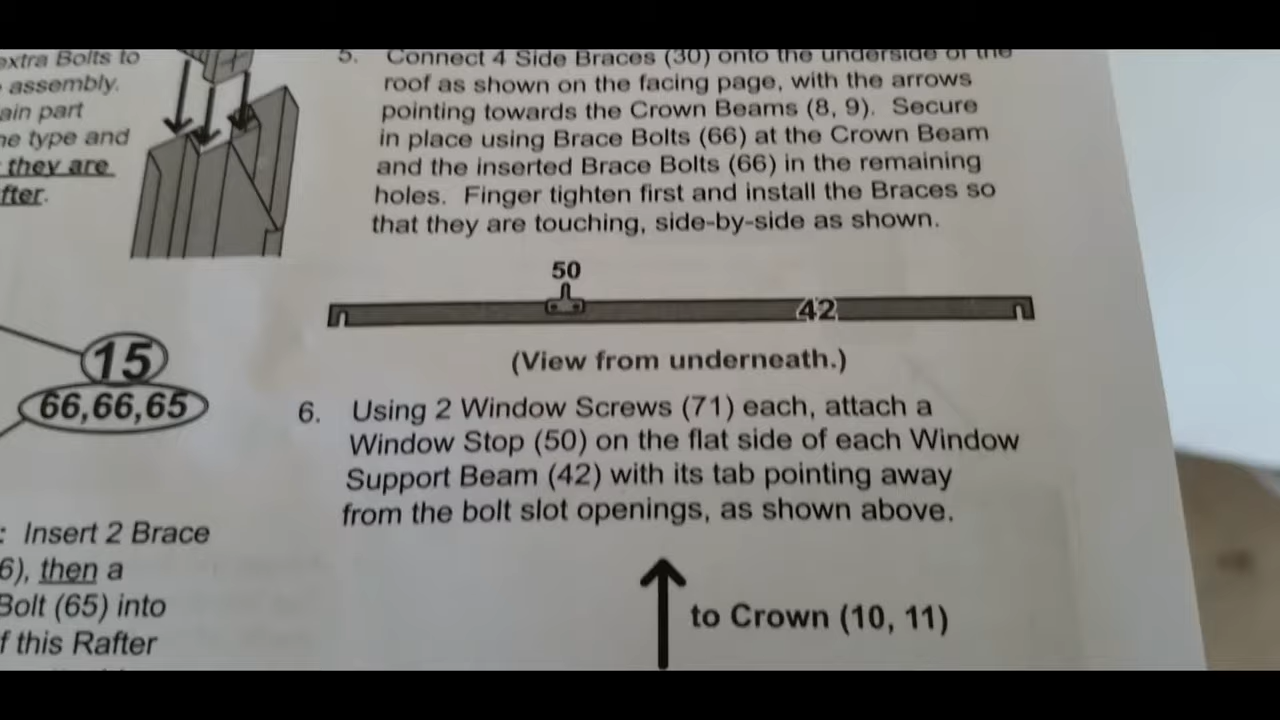 extra Bolts to
assembly.
ain part
he type and
they are
fter.
15
66,66,65
: Insert 2 Brace
6), then a
Bolt (65) into
f this Rafter
5. Connect 4 Side Braces (30) onto the underside of the
roof as shown on the facing page, with the arrows
pointing towards the Crown Beams (8, 9). Secure
in place using Brace Bolts (66) at the Crown Beam
and the inserted Brace Bolts (66) in the remaining
holes. Finger tighten first and install the Braces so
that they are touching, side-by-side as shown.
50
42
(View from underneath.)
6. Using 2 Window Screws (71) each, attach a
Window Stop (50) on the flat side of each Window
Support Beam (42) with its tab pointing away
from the bolt slot openings, as shown above.
to Crown (10, 11)